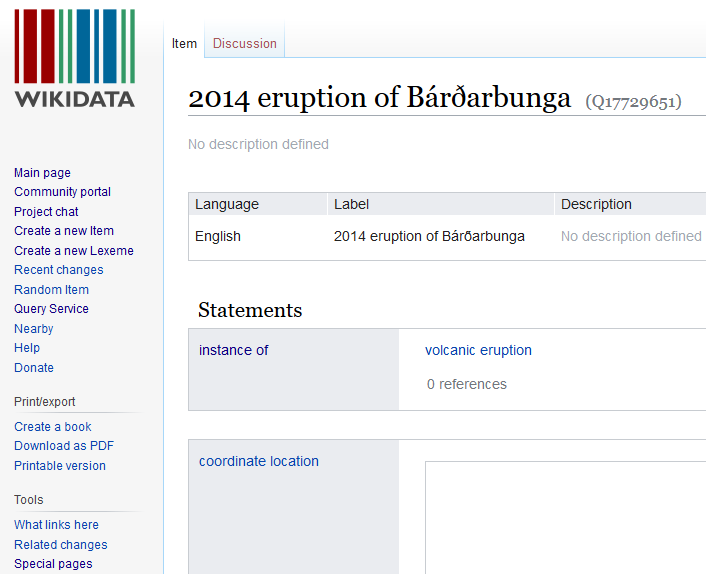 WIKIDATA
Main page
Community portal
Project chat
Create a new Item
Create a new Lexeme
Recent changes
Random Item
Query Service
Nearby
Help
Donate
Print/export
Create a book
Download as PDF
Printable version
Tools
What links here
Related changes
Special pages
Item Discussion
2014 eruption of Bárðarbunga (Q17729651)
No description defined
Language Label Description
English 2014 eruption of Bárðarbunga No description defined
Statements
instance of volcanic eruption
0 references
coordinate location